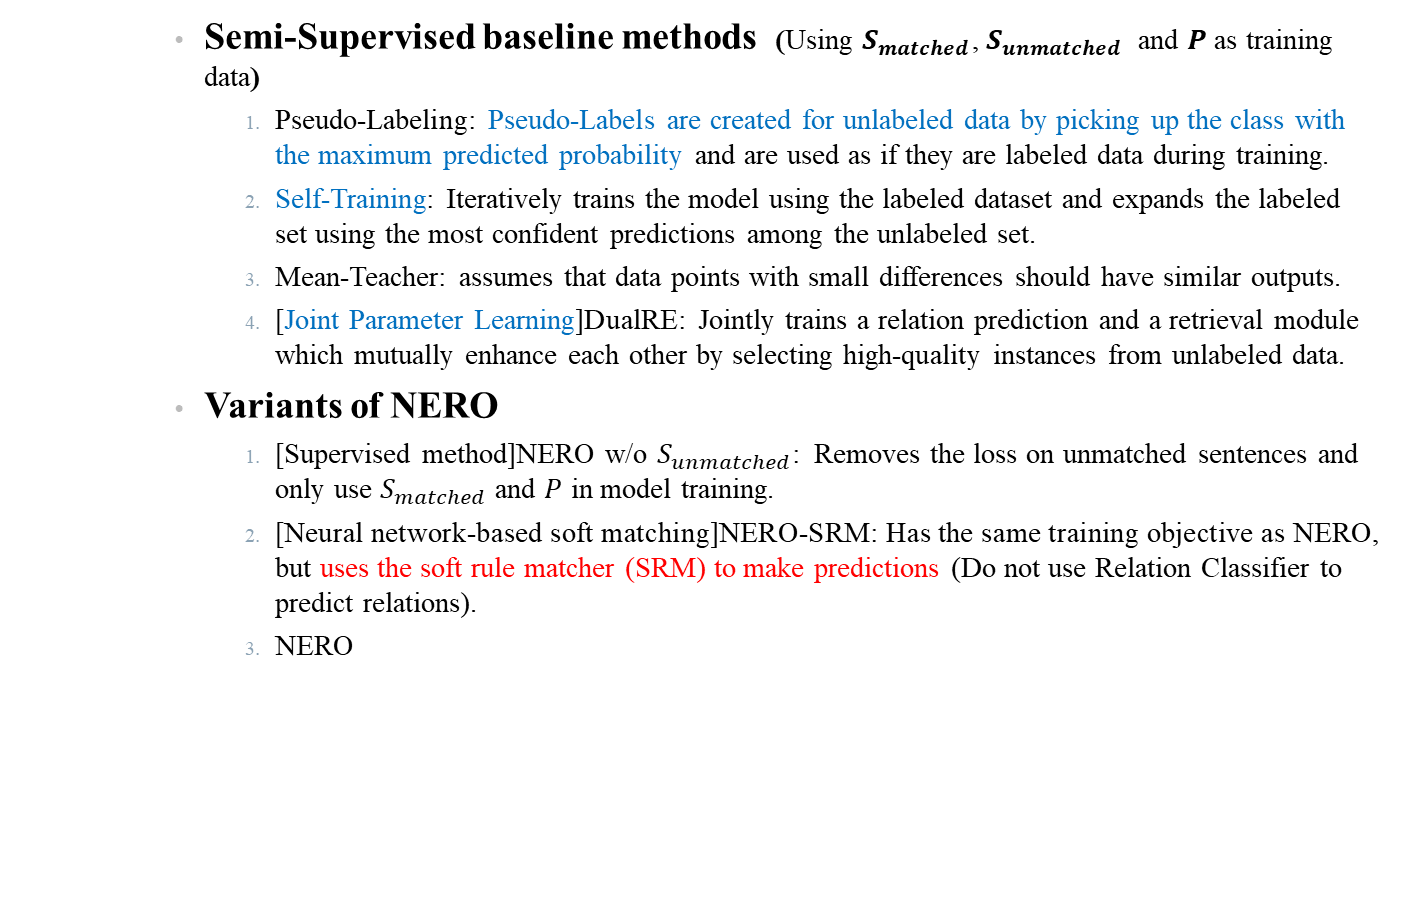 • Semi-Supervised baseline methods (Using S_matched, S_unmatched and P as training
data)
1. Pseudo-Labeling: Pseudo-Labels are created for unlabeled data by picking up the class with
the maximum predicted probability and are used as if they are labeled data during training.
2. Self-Training: Iteratively trains the model using the labeled dataset and expands the labeled
set using the most confident predictions among the unlabeled set.
3. Mean-Teacher: assumes that data points with small differences should have similar outputs.
4. [Joint Parameter Learning]DualRE: Jointly trains a relation prediction and a retrieval module
which mutually enhance each other by selecting high-quality instances from unlabeled data.
• Variants of NERO
1. [Supervised method]NERO w/o S_unmatched: Removes the loss on unmatched sentences and
only use S_matched and P in model training.
2. [Neural network-based soft matching]NERO-SRM: Has the same training objective as NERO,
but uses the soft rule matcher (SRM) to make predictions (Do not use Relation Classifier to
predict relations).
3. NERO